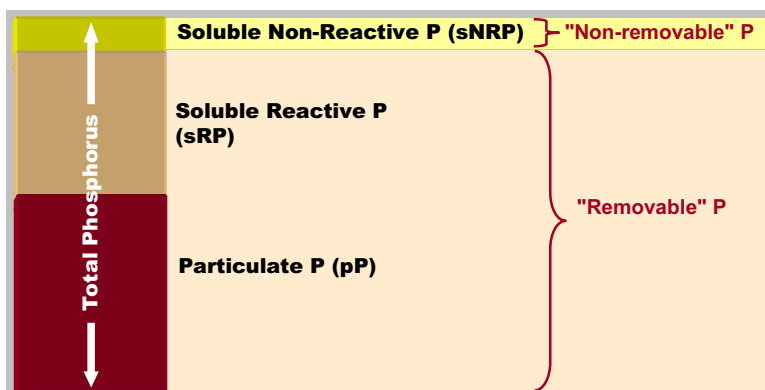 Soluble Non-Reactive P (sNRP)
"Non-removable" P
Soluble Reactive P
(sRP)
Total Phosphorus
"Removable" P
Particulate P (pP)